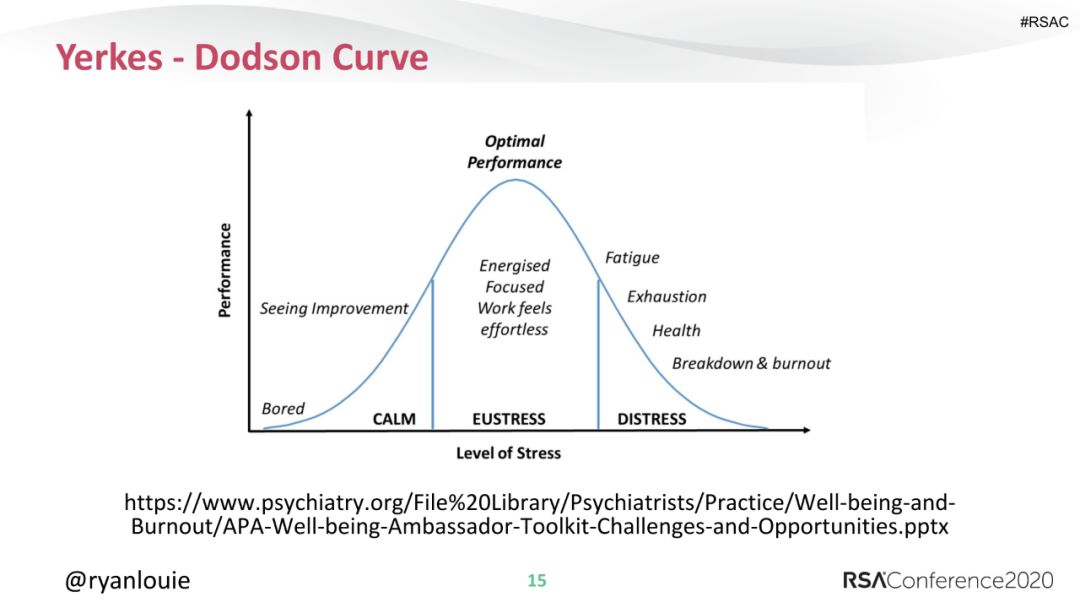 #RSAC
Yerkes - Dodson Curve
Optimal
Performance
Performance
Energised
Focused
Work feels
effortless
Seeing Improvement
Bored
Fatigue
Exhaustion
Health
Breakdown & burnout
CALM
EUSTRESS
DISTRESS
Level of Stress
https://www.psychiatry.org/File%20Library/Psychiatrists/Practice/Well-being-and-
Burnout/APA-Well-being-Ambassador-Toolkit-Challenges-and-Opportunities.pptx
@ryanlouie
15
RSAConference2020